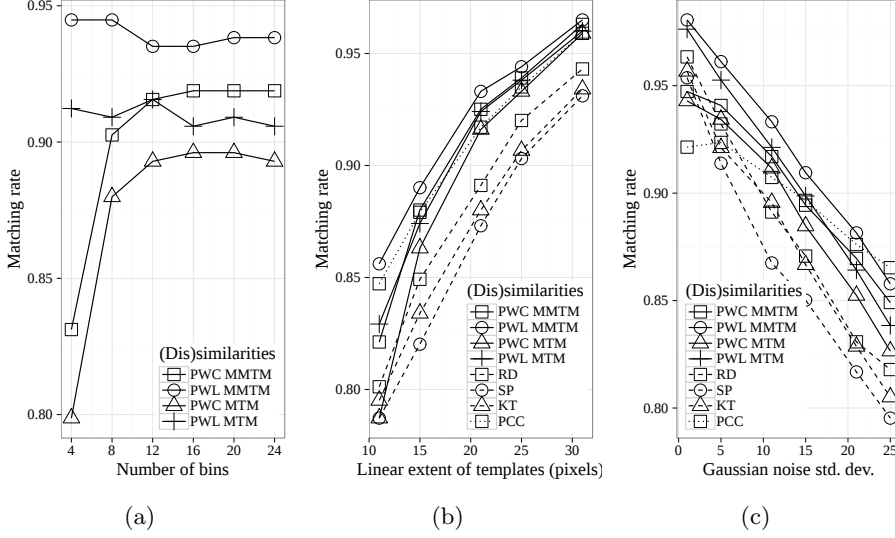 0.95
0.90
0.85
0.80
Matching rate
4 8 12 16 20 24
Number of bins
(Dis)similarities
PWC MMTM
PWL MMTM
PWC MTM
PWL MTM
(a)
0.95
0.90
0.85
0.80
Matching rate
10 15 20 25 30
Linear extent of templates (pixels)
(Dis)similarities
PWC MMTM
PWL MMTM
PWC MTM
PWL MTM
RD
SP
KT
PCC
(b)
0.95
0.90
0.85
0.80
Matching rate
0 5 10 15 20 25
Gaussian noise std. dev.
(Dis)similarities
PWC MMTM
PWL MMTM
PWC MTM
PWL MTM
RD
SP
KT
PCC
(c)